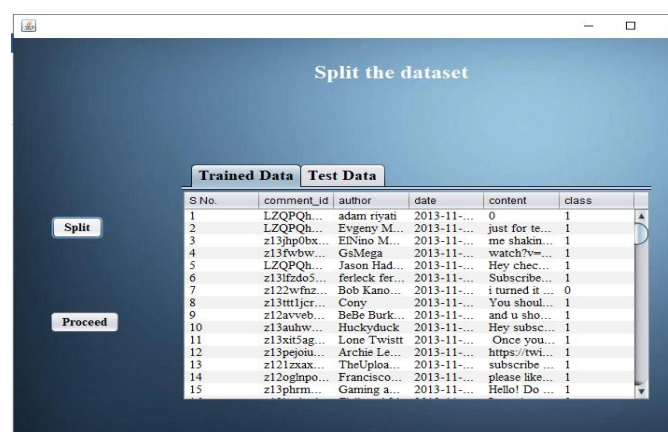 Split the dataset
Trained Data Test Data
S No. comment_id author date content class
1 LZQPQh... adam riyati 2013-11-... 0 1
2 LZQPQh... Evgeny M... 2013-11-... just for te... 1
3 z13jhp0bx... ElNino M... 2013-11-... me shakin... 1
4 z13fwbw... GsMega 2013-11-... watch?v=... 1
5 LZQPQh... Jason Had... 2013-11-... Hey chec... 1
6 z13lfzdo5... ferleck fer... 2013-11-... Subscribe... 1
7 z122wfnz... Bob Kano... 2013-11-... i turned it ... 0
8 z13ttt1jcr... Cony 2013-11-... You shoul... 1
9 z12avveb... BeBe Burk... 2013-11-... and u sho... 1
10 z13auhw... Huckyduck 2013-11-... Hey subsc... 1
11 z13xit5ag... Lone Twistt 2013-11-... Once you... 1
12 z13pejoiu... Archie Le... 2013-11-... https://twi... 1
13 z121zxax... TheUploa... 2013-11-... subscribe ... 1
14 z12oglnpo... Francisco... 2013-11-... please like... 1
15 z13phrm... Gaming a... 2013-11-... Hello! Do ... 1
Split
Proceed